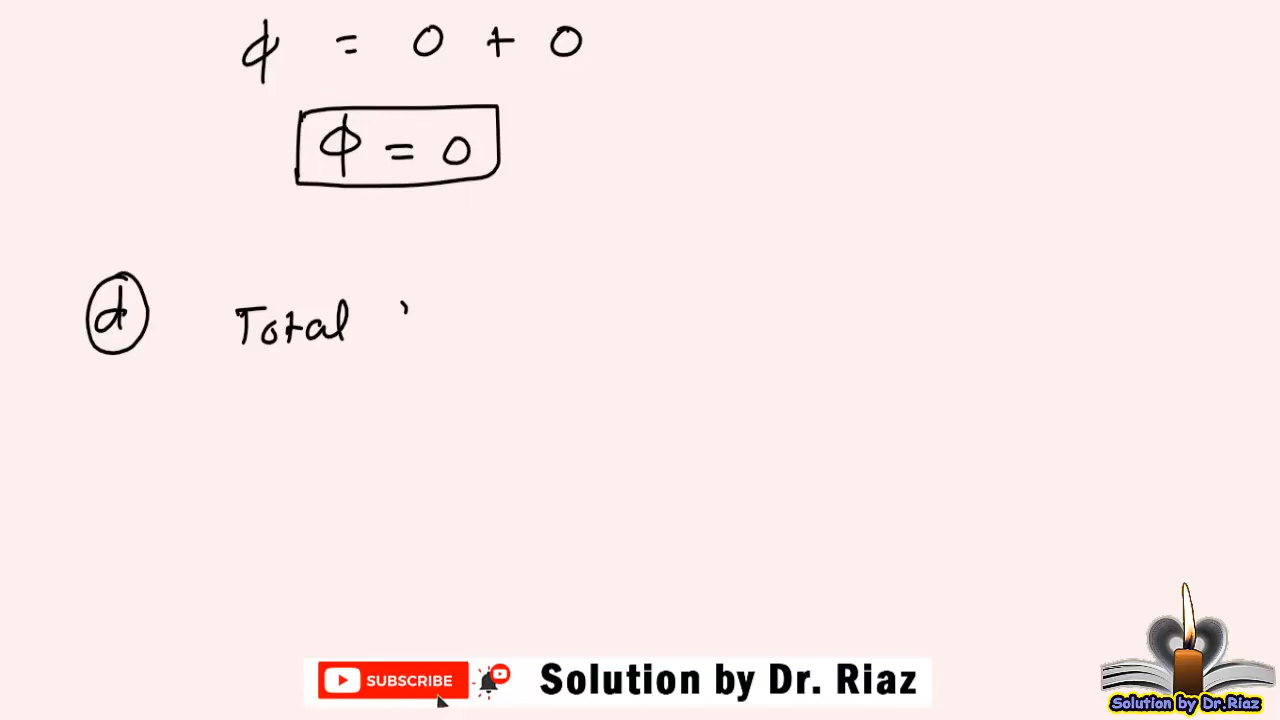 ϕ = 0 + 0
ϕ = 0
d Total
SUBSCRIBE Solution by Dr. Riaz
Solution by Dr.Riaz